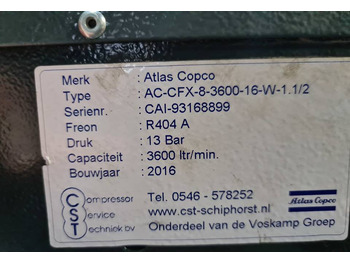 Merk : Atlas Copco
Type : AC-CFX-8-3600-16-W-1.1/2
Serienr. : CAI-93168899
Freon : R404 A
Druk : 13 Bar
Capaciteit : 3600 ltr/min.
Bouwjaar : 2016
Compressor Tel. 0546 - 578252 Atlas Copco
Service www.cst-schiphorst.nl
Techniek bv Onderdeel van de Voskamp Groep